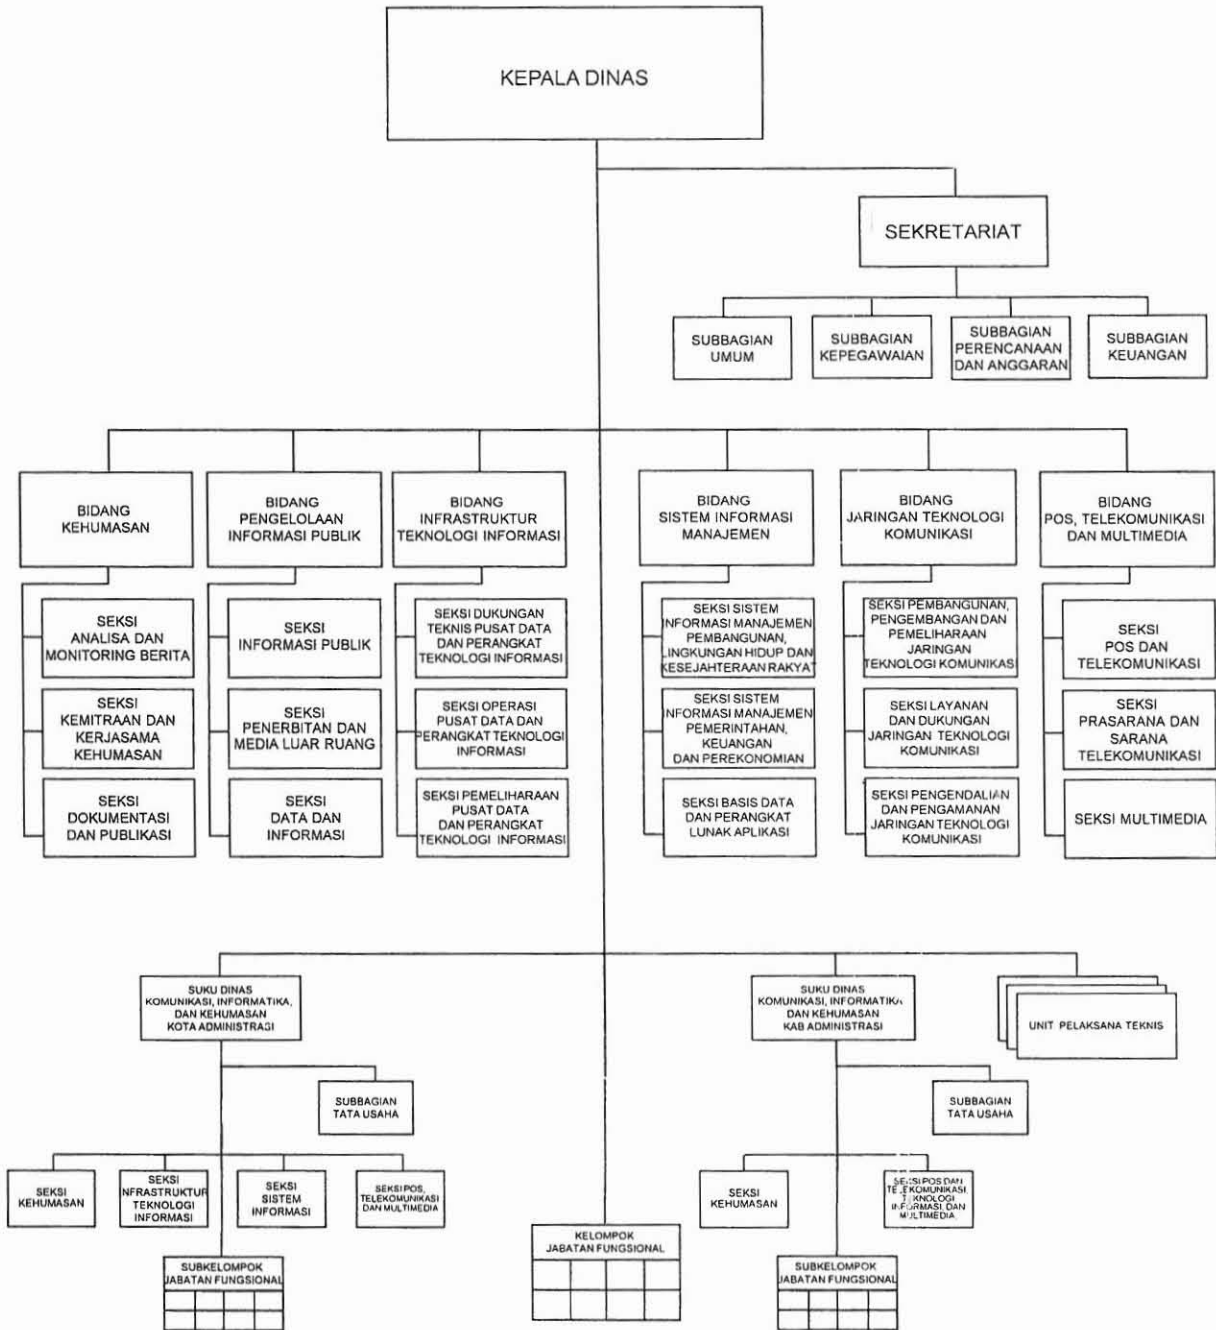 KEPALA DINAS
SEKRETARIAT
SUBBAGIAN
UMUM
SUBBAGIAN
KEPEGAWAIAN
SUBBAGIAN
PERENCANAAN
DAN ANGGARAN
SUBBAGIAN
KEUANGAN
BIDANG
KEHUMASAN
BIDANG
PENGELOLAAN
INFORMASI PUBLIK
BIDANG
INFRASTRUKTUR
TEKNOLOGI INFORMASI
BIDANG
SISTEM INFORMASI
MANAJEMEN
BIDANG
JARINGAN TEKNOLOGI
KOMUNIKASI
BIDANG
POS, TELEKOMUNIKASI
DAN MULTIMEDIA
SEKSI
ANALISA DAN
MONITORING BERITA
SEKSI
KEMITRAAN DAN
KERJASAMA
KEHUMASAN
SEKSI
DOKUMENTASI
DAN PUBLIKASI
SEKSI
INFORMASI PUBLIK
SEKSI
PENERBITAN DAN
MEDIA LUAR RUANG
SEKSI
DATA DAN
INFORMASI
SEKSI DUKUNGAN
TEKNIS PUSAT DATA
DAN PERANGKAT
TEKNOLOGI INFORMASI
SEKSI OPERASI
PUSAT DATA DAN
PERANGKAT TEKNOLOGI
INFORMASI
SEKSI PEMELIHARAAN
PUSAT DATA
DAN PERANGKAT
TEKNOLOGI INFORMASI
SEKSI SISTEM
INFORMASI MANAJEMEN
PEMBANGUNAN,
LINGKUNGAN HIDUP DAN
KESEJAHTERAAN RAKYAT
SEKSI SISTEM
INFORMASI MANAJEMEN
PEMERINTAHAN,
KEUANGAN
DAN PEREKONOMIAN
SEKSI BASIS DATA
DAN PERANGKAT
LUNAK APLIKASI
SEKSI PEMBANGUNAN,
PENGEMBANGAN DAN
PEMELIHARAAN
JARINGAN
TEKNOLOGI KOMUNIKASI
SEKSI LAYANAN
DAN DUKUNGAN
JARINGAN TEKNOLOGI
KOMUNIKASI
SEKSI PENGENDALIAN
DAN PENGAMANAN
JARINGAN TEKNOLOGI
KOMUNIKASI
SEKSI
POS DAN
TELEKOMUNIKASI
SEKSI
PRASARANA DAN
SARANA
TELEKOMUNIKASI
SEKSI MULTIMEDIA
SUKU DINAS
KOMUNIKASI, INFORMATIKA,
DAN KEHUMASAN
KOTA ADMINISTRASI
SUKU DINAS
KOMUNIKASI, INFORMATIKA
DAN KEHUMASAN
KAB ADMINISTRASI
UNIT PELAKSANA TEKNIS
SUBBAGIAN
TATA USAHA
SUBBAGIAN
TATA USAHA
SEKSI
KEHUMASAN
SEKSI
INFRASTRUKTUR
TEKNOLOGI
INFORMASI
SEKSI
SISTEM
INFORMASI
SEKSI POS,
TELEKOMUNIKASI
DAN MULTIMEDIA
SEKSI
KEHUMASAN
SEKSI POS DAN
TELEKOMUNIKASI,
TEKNOLOGI
INFORMASI, DAN
MULTIMEDIA
SUBKELOMPOK
JABATAN FUNGSIONAL
KELOMPOK
JABATAN FUNGSIONAL
SUBKELOMPOK
JABATAN FUNGSIONAL